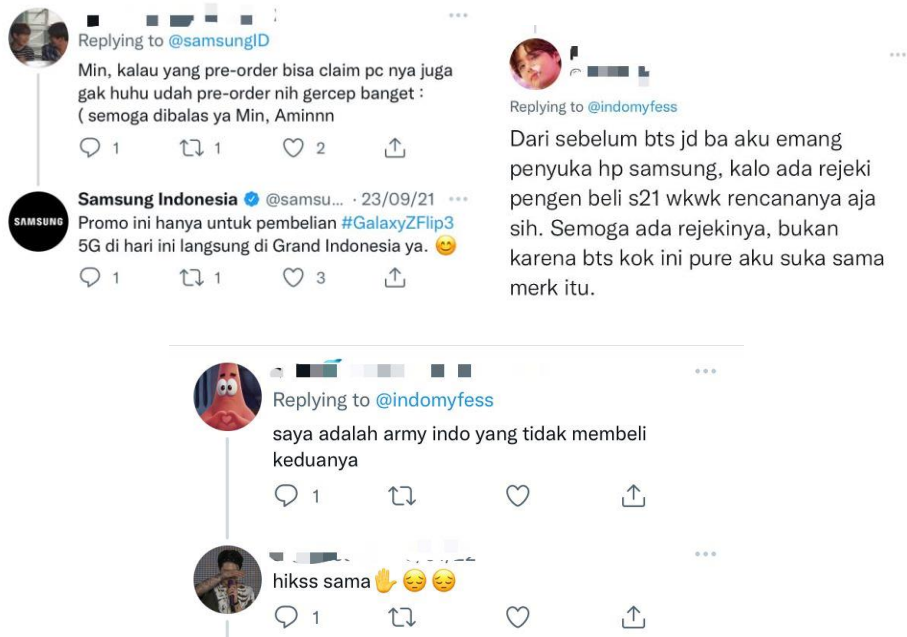 Replying to @samsungID
Min, kalau yang pre-order bisa claim pc nya juga
gak huhu udah pre-order nih gercep banget :
( semoga dibalas ya Min, Aminnn
1 1 2
SAMSUNG
Samsung Indonesia @samsu... · 23/09/21
Promo ini hanya untuk pembelian #GalaxyZFlip3
5G di hari ini langsung di Grand Indonesia ya. 😊
1 1 3
Replying to @indomyfess
Dari sebelum bts jd ba aku emang
penyuka hp samsung, kalo ada rejeki
pengen beli s21 wkwk rencananya aja
sih. Semoga ada rejekinya, bukan
karena bts kok ini pure aku suka sama
merk itu.
Replying to @indomyfess
saya adalah army indo yang tidak membeli
keduanya
1
hikss sama✋😔😔
1